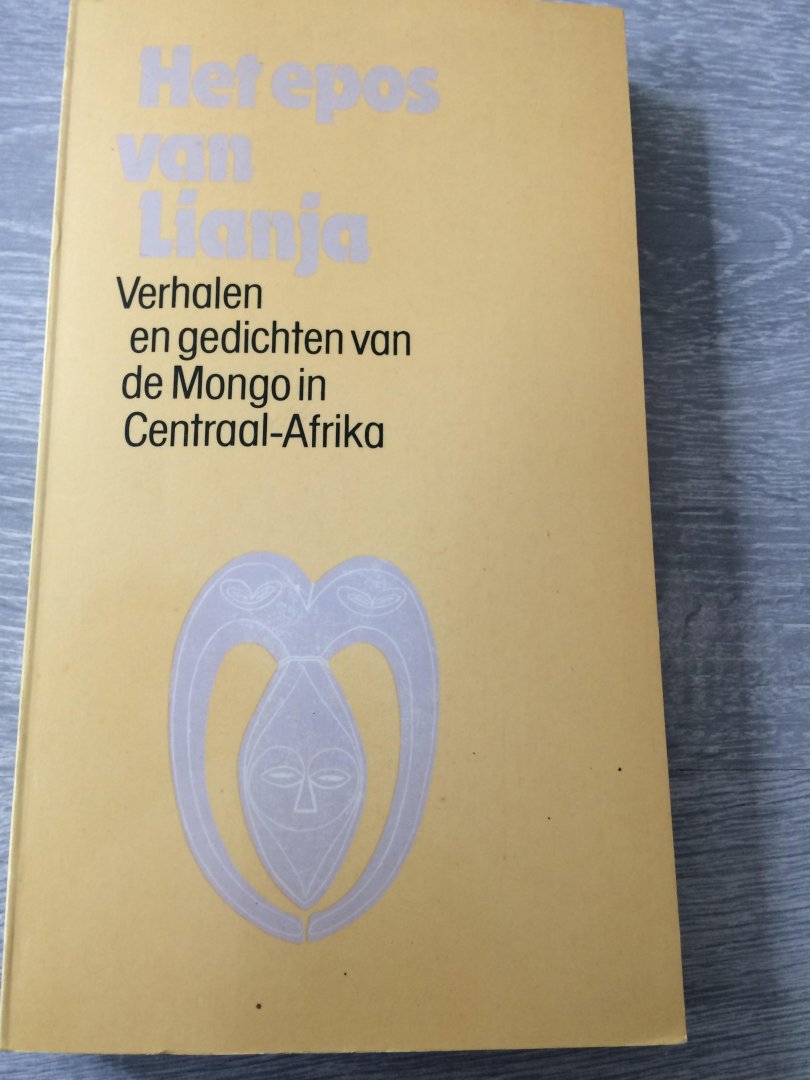 Het epos
van
Lianja
Verhalen
en gedichten van
de Mongo in
Centraal-Afrika